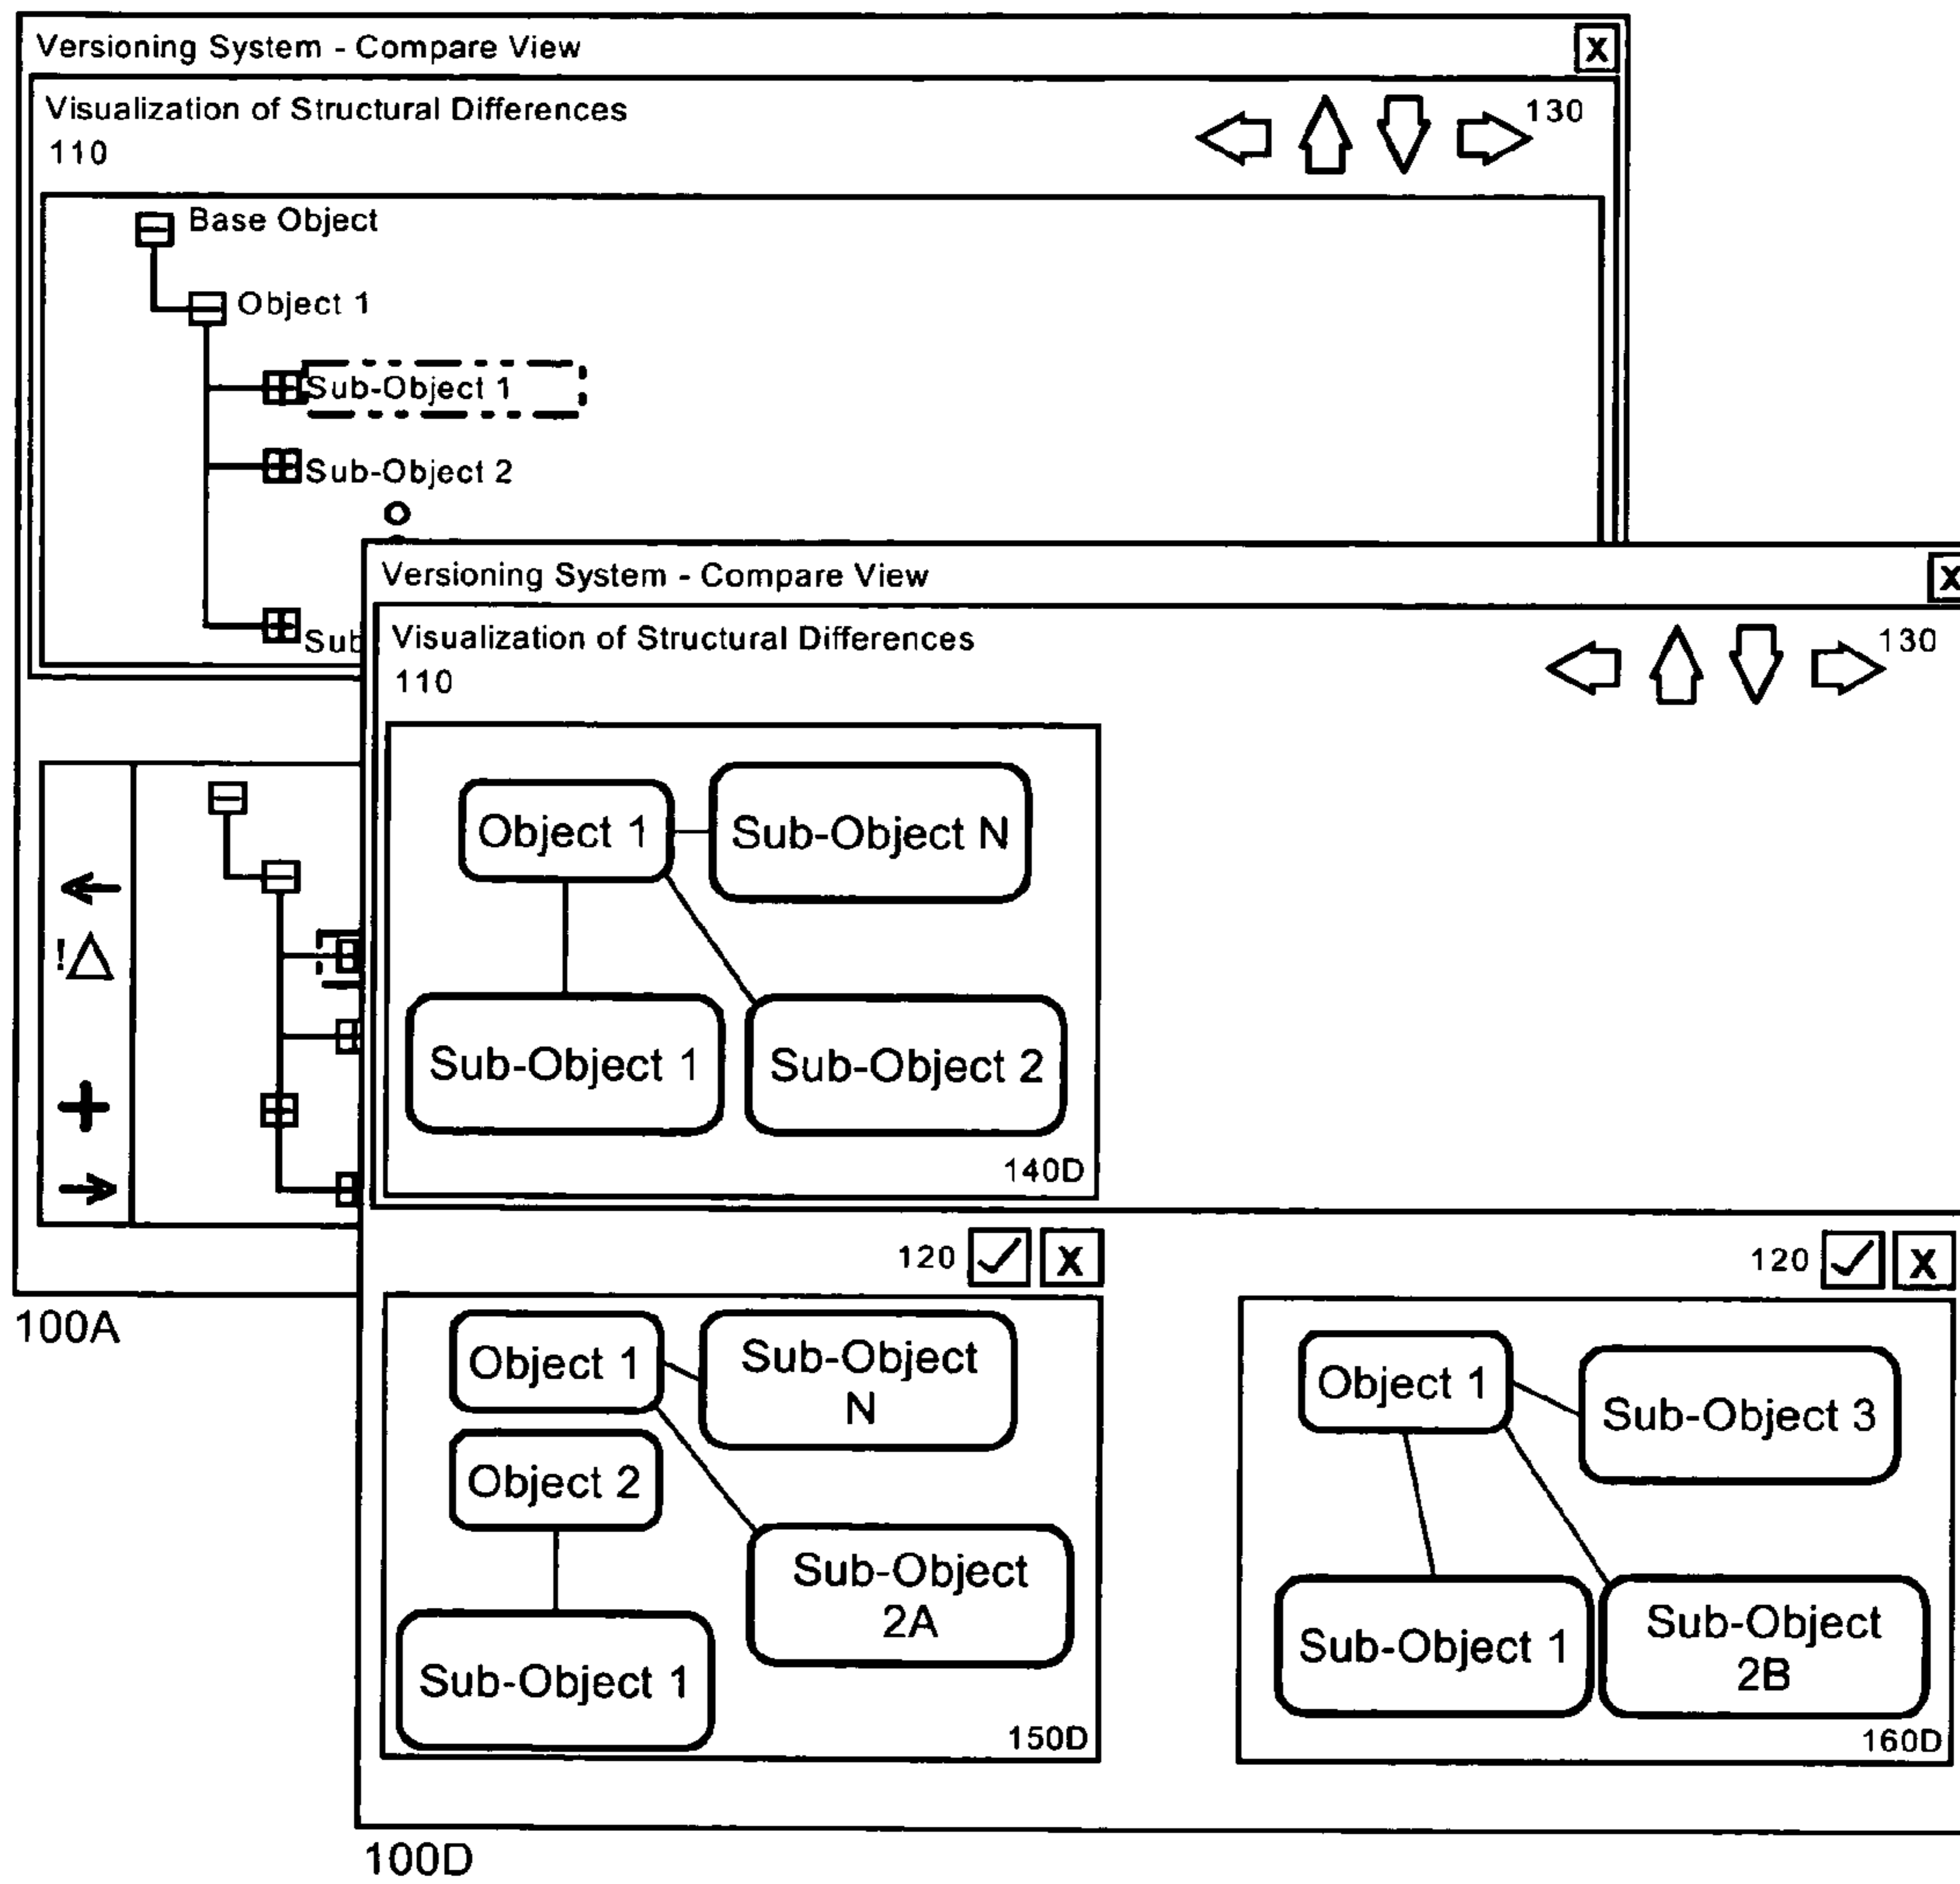 Versioning System - Compare View
X
Visualization of Structural Differences
130
110
Base Object
Object 1
Sub-Object 1
Sub-Object 2
Sub
Versioning System - Compare View
X
Visualization of Structural Differences
130
110
Object 1
Sub-Object N
Sub-Object 1
Sub-Object 2
140D
!
120
X
120
X
100A
Object 1
Sub-Object
N
Object 2
Sub-Object
2A
Sub-Object 1
150D
Object 1
Sub-Object 3
Sub-Object 1
Sub-Object
2B
160D
100D